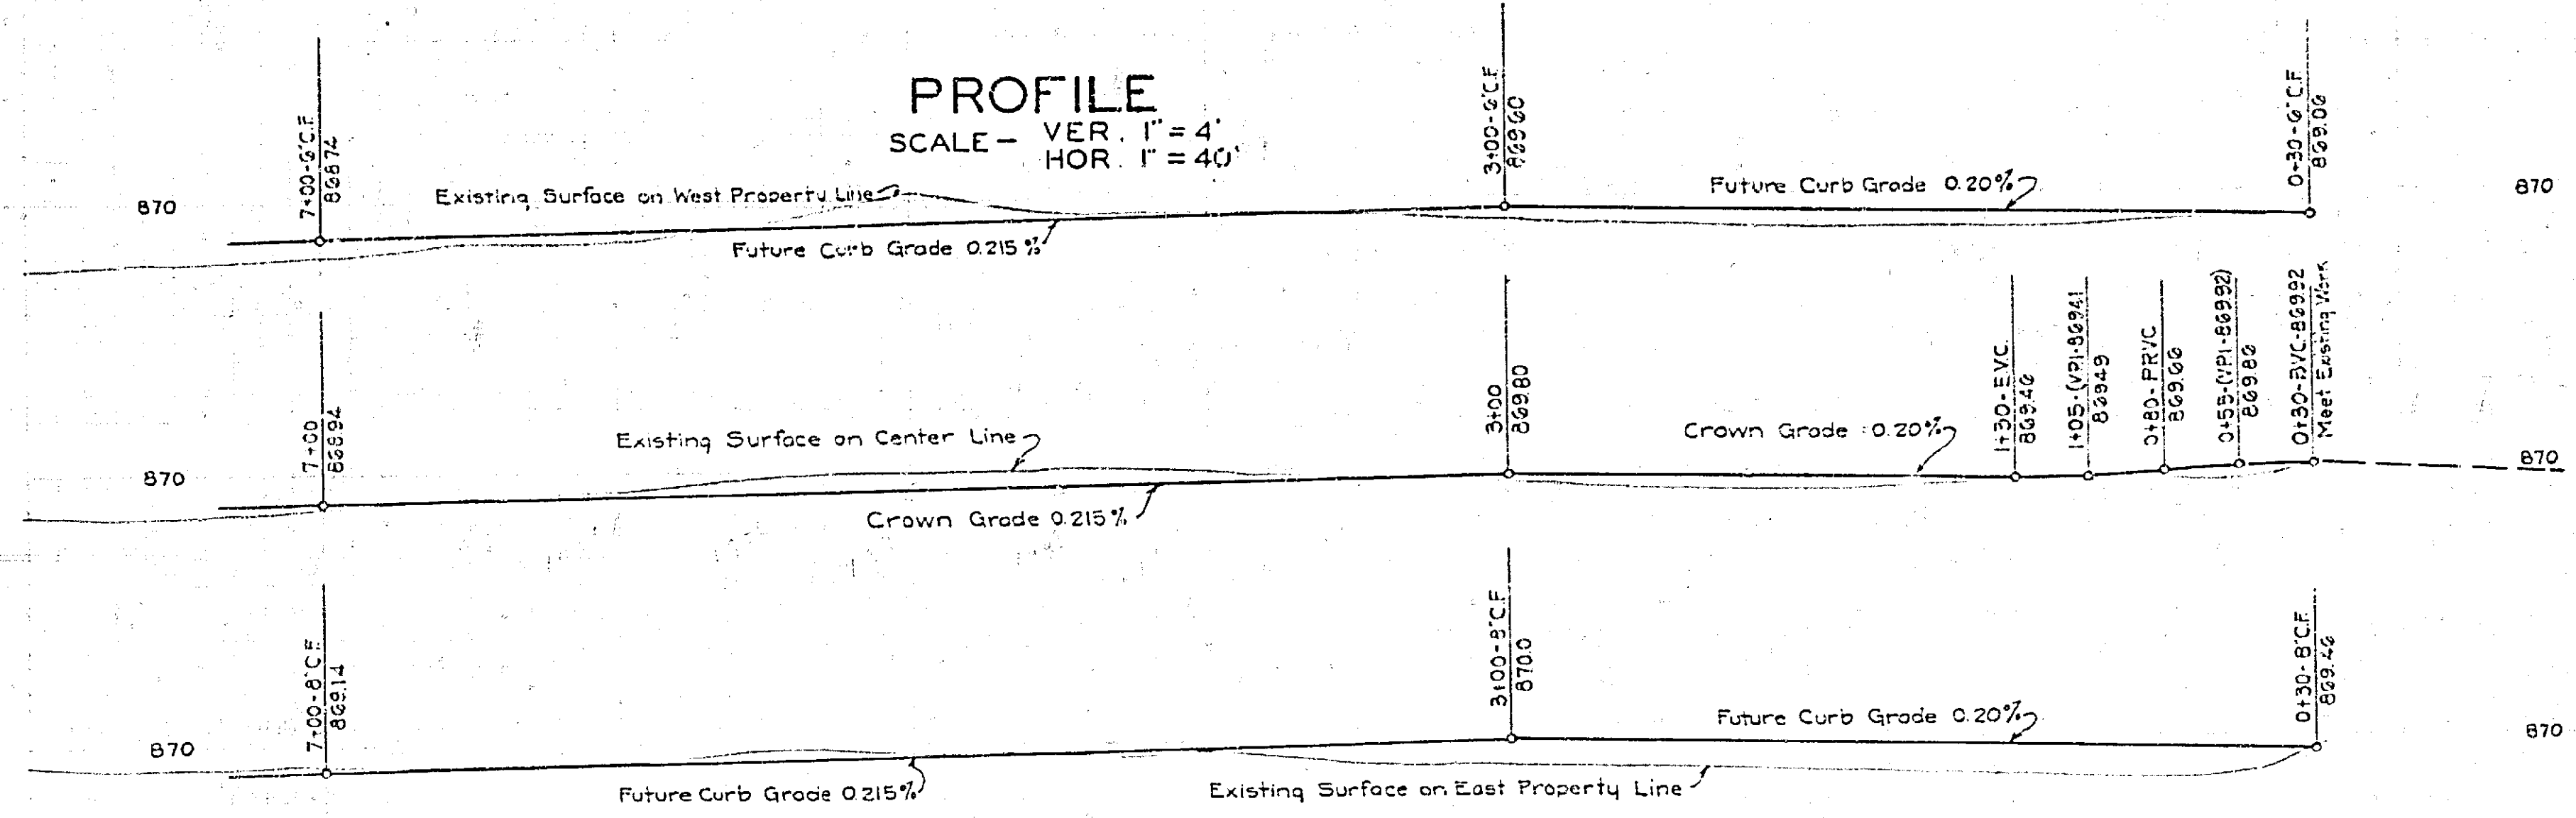 PROFILE
SCALE - VER. 1" = 4'
HOR. 1" = 40'
7+00-6"C.F.
868.74
3+00-6"C.F.
869.60
0+30-6"C.F.
869.06
870
Existing Surface on West Property Line
Future Curb Grade 0.20%
870
Future Curb Grade 0.215%
7+00
868.94
3+00
869.80
1+30-E.V.C.
869.46
1+05-(VPI-869.41
869.49
0+80-PRVC
869.66
0+55-(VPI-869.92)
869.86
0+30-BVC-869.92
Meet Existing Work
Existing Surface on Center Line
Crown Grade 0.20%
870
870
Crown Grade 0.215%
7+00-8"C.F.
869.14
3+00-8"C.F.
870.0
0+30-8"C.F.
869.46
Future Curb Grade 0.20%
870
870
Future Curb Grade 0.215%
Existing Surface on East Property Line